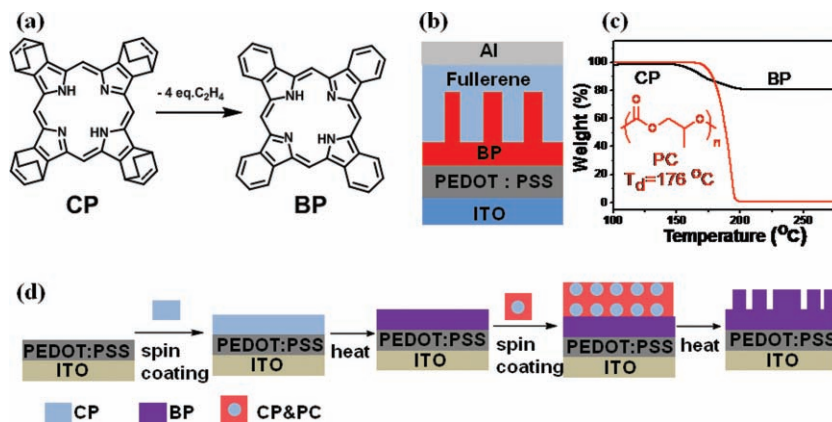 (a)
NH
N
N
HN
CP
- 4 eq.C₂H₄
NH
N
N
HN
BP
(b)
Al
Fullerene
BP
PEDOT : PSS
ITO
(c)
Weight (%)
100
80
60
40
20
0
CP
BP
O
O
O
n
PC
T_d=176 °C
100
150
200
250
Temperature (°C)
(d)
PEDOT:PSS
ITO
spin
coating
PEDOT:PSS
ITO
heat
PEDOT:PSS
ITO
spin
coating
PEDOT:PSS
ITO
heat
PEDOT:PSS
ITO
CP
BP
CP&PC